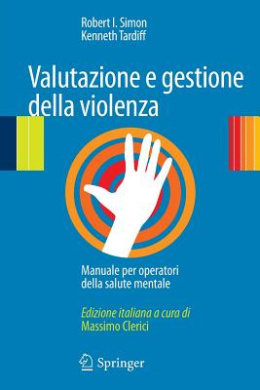 Robert I. Simon
Kenneth Tardiff
Valutazione e gestione
della violenza
Manuale per operatori
della salute mentale
Edizione italiana a cura di
Massimo Clerici
Springer